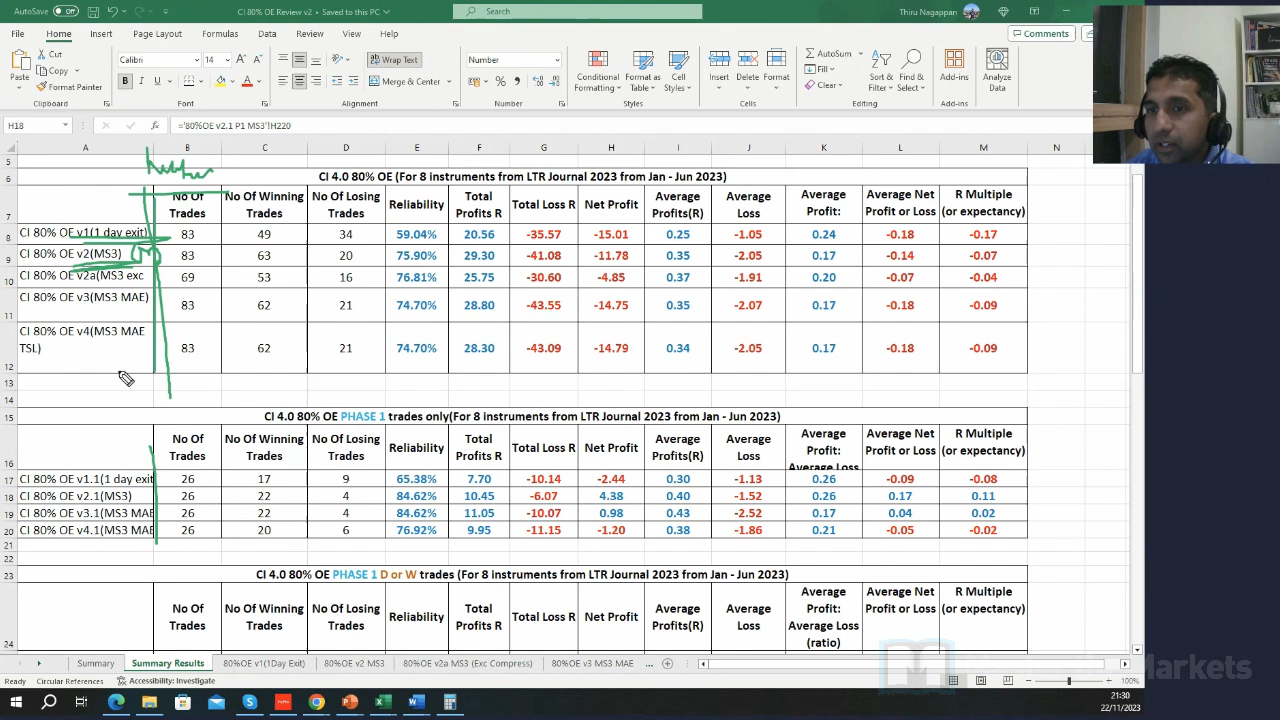 AutoSave Off CI 80% OE Review v2 • Saved to this PC Search Thiru Nagappan
File Home Insert Page Layout Formulas Data Review View Help Comments
Paste Cut Copy Format Painter Clipboard
Calibri 14 B I U Font
Wrap Text Merge & Center Alignment
Number Number
Conditional Formatting Format as Table Cell Styles Styles
Insert Delete Format Cells
AutoSum Fill Clear Sort & Filter Find & Select Editing
Add-ins Add-ins
Analyze Data
H18 fx ='80%OE v2.1 P1 MS3'!H220
A B C D E F G H I J K L M N
5
6 CI 4.0 80% OE (For 8 instruments from LTR Journal 2023 from Jan - Jun 2023)
7 No Of Trades No Of Winning Trades No Of Losing Trades Reliability Total Profits R Total Loss R Net Profit Average Profits(R) Average Loss Average Profit: Average Net Profit or Loss R Multiple (or expectancy)
8 CI 80% OE v1(1 day exit) 83 49 34 59.04% 20.56 -35.57 -15.01 0.25 -1.05 0.24 -0.18 -0.17
9 CI 80% OE v2(MS3) 83 63 20 75.90% 29.30 -41.08 -11.78 0.35 -2.05 0.17 -0.14 -0.07
10 CI 80% OE v2a(MS3 exc 69 53 16 76.81% 25.75 -30.60 -4.85 0.37 -1.91 0.20 -0.07 -0.04
11 CI 80% OE v3(MS3 MAE) 83 62 21 74.70% 28.80 -43.55 -14.75 0.35 -2.07 0.17 -0.18 -0.09
12 CI 80% OE v4(MS3 MAE TSL) 83 62 21 74.70% 28.30 -43.09 -14.79 0.34 -2.05 0.17 -0.18 -0.09
13
14
15 CI 4.0 80% OE PHASE 1 trades only(For 8 instruments from LTR Journal 2023 from Jan - Jun 2023)
16 No Of Trades No Of Winning Trades No Of Losing Trades Reliability Total Profits R Total Loss R Net Profit Average Profits(R) Average Loss Average Profit: Average Loss Average Net Profit or Loss R Multiple (or expectancy)
17 CI 80% OE v1.1(1 day exit 26 17 9 65.38% 7.70 -10.14 -2.44 0.30 -1.13 0.26 -0.09 -0.08
18 CI 80% OE v2.1(MS3) 26 22 4 84.62% 10.45 -6.07 4.38 0.40 -1.52 0.26 0.17 0.11
19 CI 80% OE v3.1(MS3 MAE 26 22 4 84.62% 11.05 -10.07 0.98 0.43 -2.52 0.17 0.04 0.02
20 CI 80% OE v4.1(MS3 MAE 26 20 6 76.92% 9.95 -11.15 -1.20 0.38 -1.86 0.21 -0.05 -0.02
21
22
23 CI 4.0 80% OE PHASE 1 D or W trades (For 8 instruments from LTR Journal 2023 from Jan - Jun 2023)
24 No Of Trades No Of Winning Trades No Of Losing Trades Reliability Total Profits R Total Loss R Net Profit Average Profits(R) Average Loss Average Profit: Average Loss (ratio) Average Net Profit or Loss R Multiple (or expectancy)
Summary Summary Results 80%OE v1(1Day Exit) 80%OE v2 MS3 80%OE v2a MS3 (Exc Compress) 80%OE v3 MS3 MAE ...
Ready Circular References Accessibility: Investigate 100%
21:30
22/11/2023